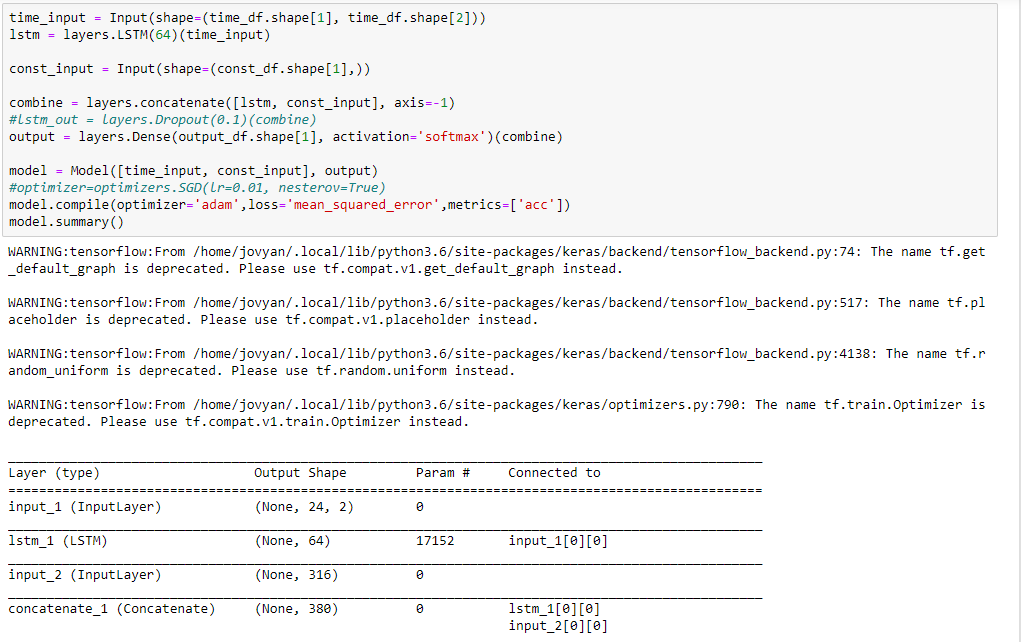 time_input = Input(shape=(time_df.shape[1], time_df.shape[2]))
lstm = layers.LSTM(64)(time_input)
const_input = Input(shape=(const_df.shape[1],))
combine = layers.concatenate([lstm, const_input], axis=-1)
#lstm_out = layers.Dropout(0.1)(combine)
output = layers.Dense(output_df.shape[1], activation='softmax')(combine)
model = Model([time_input, const_input], output)
#optimizer=optimizers.SGD(lr=0.01, nesterov=True)
model.compile(optimizer='adam',loss='mean_squared_error',metrics=['acc'])
model.summary()
WARNING:tensorflow:From /home/jovyan/.local/lib/python3.6/site-packages/keras/backend/tensorflow_backend.py:74: The name tf.get
_default_graph is deprecated. Please use tf.compat.v1.get_default_graph instead.
WARNING:tensorflow:From /home/jovyan/.local/lib/python3.6/site-packages/keras/backend/tensorflow_backend.py:517: The name tf.pl
aceholder is deprecated. Please use tf.compat.v1.placeholder instead.
WARNING:tensorflow:From /home/jovyan/.local/lib/python3.6/site-packages/keras/backend/tensorflow_backend.py:4138: The name tf.r
andom_uniform is deprecated. Please use tf.random.uniform instead.
WARNING:tensorflow:From /home/jovyan/.local/lib/python3.6/site-packages/keras/optimizers.py:790: The name tf.train.Optimizer is
deprecated. Please use tf.compat.v1.train.Optimizer instead.
Layer (type) Output Shape Param # Connected to
input_1 (InputLayer) (None, 24, 2) 0
lstm_1 (LSTM) (None, 64) 17152 input_1[0][0]
input_2 (InputLayer) (None, 316) 0
concatenate_1 (Concatenate) (None, 380) 0 lstm_1[0][0]
input_2[0][0]